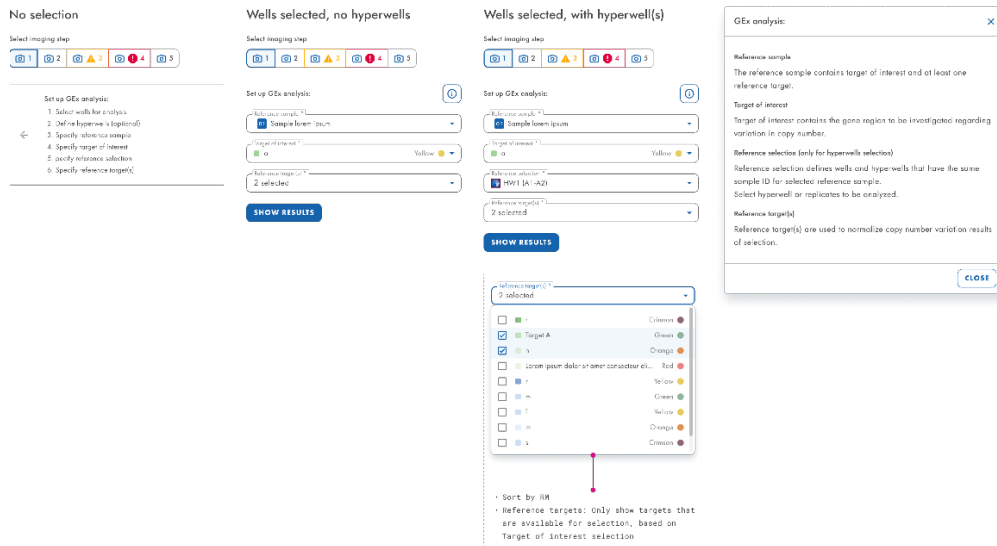 No selection
Select imaging step
1 2 3 4 5
Set up GEx analysis:
1. Select wells for analysis
2. Define hyperwells (optional)
3. Specify reference sample
4. Specify target of interest
5. pecify reference selection
6. Specify reference target(s)
Wells selected, no hyperwells
Select imaging step
1 2 3 4 5
Set up GEx analysis:
Reference sample *
Sample lorem ipsum
Target of interest *
a Yellow
Reference target(s) *
2 selected
SHOW RESULTS
Wells selected, with hyperwell(s)
Select imaging step
1 2 3 4 5
Set up GEx analysis:
Reference sample *
Sample lorem ipsum
Target of interest *
a Yellow
Reference selection *
HW1 (A1-A2)
Reference target(s) *
2 selected
SHOW RESULTS
Reference target(s) *
2 selected
Crimson
Target A Green
n Orange
Lorem ipsum dolor sit amet consectetur eli... Red
r Yellow
m Green
f Yellow
m Orange
s Crimson
• Sort by RM
• Reference targets: Only show targets that
are available for selection, based on
Target of interest selection
GEx analysis:
Reference sample
The reference sample contains target of interest and at least one
reference target.
Target of interest
Target of interest contains the gene region to be investigated regarding
variation in copy number.
Reference selection (only for hyperwells selection)
Reference selection defines wells and hyperwells that have the same
sample ID for selected reference sample.
Select hyperwell or replicates to be analyzed.
Reference target(s)
Reference target(s) are used to normalize copy number variation results
of selection.
CLOSE